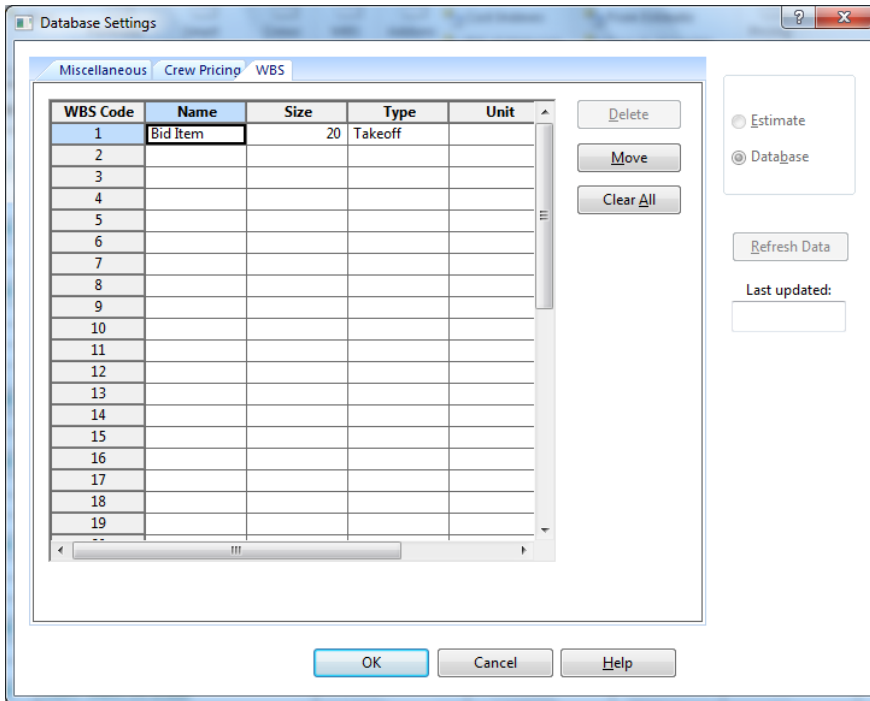 Database Settings
Miscellaneous Crew Pricing WBS
WBS Code Name Size Type Unit
1 Bid Item 20 Takeoff
2
3
4
5
6
7
8
9
10
11
12
13
14
15
16
17
18
19
Delete
Move
Clear All
Estimate
Database
Refresh Data
Last updated:
OK Cancel Help